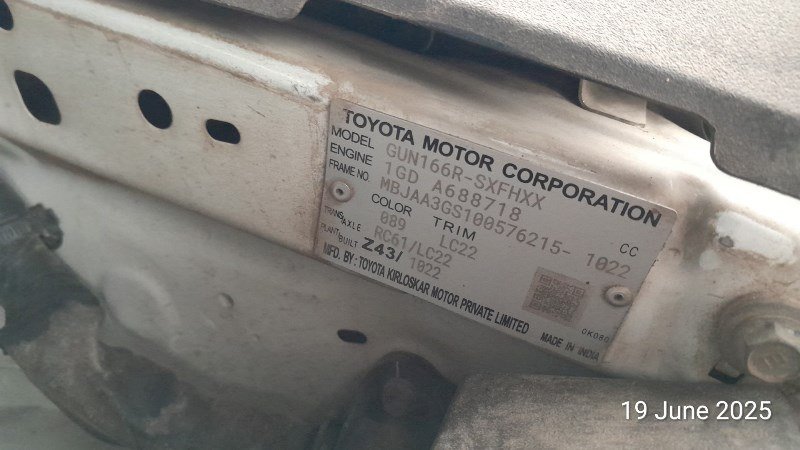 TOYOTA MOTOR CORPORATION
MODEL GUN166R-SXFHXX
ENGINE 1GD A688718 CC
FRAME NO. MBJAA3GS100576215- 1022
COLOR TRIM
089 LC22
TRANS/AXLE RC61/LC22
PLANT/BUILT Z43/ 1022
MFD. BY : TOYOTA KIRLOSKAR MOTOR PRIVATE LIMITED
MADE IN INDIA
0K080
19 June 2025